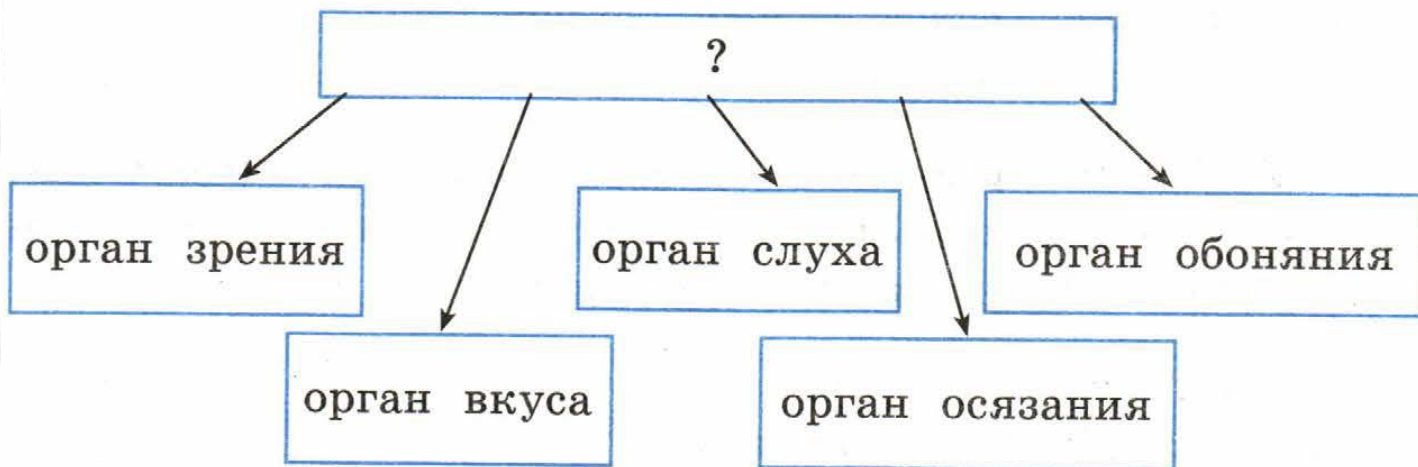 ?
орган зрения
орган слуха
орган обоняния
орган вкуса
орган осязания